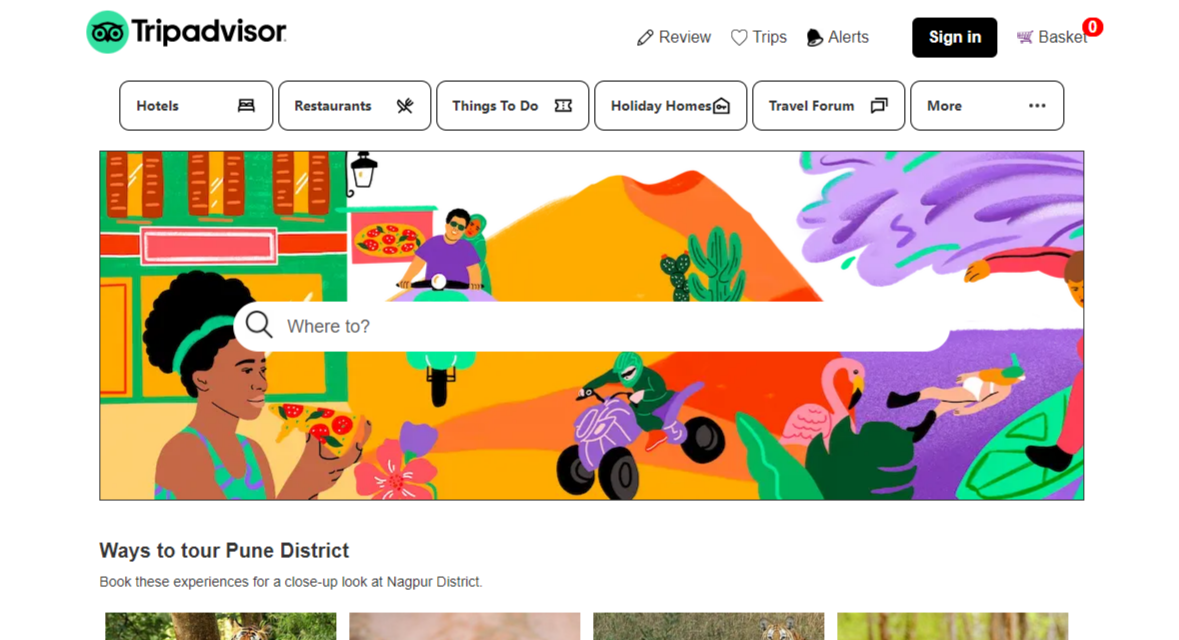 Tripadvisor
Review
Trips
Alerts
Sign in
Basket
0
Hotels
Restaurants
Things To Do
Holiday Homes
Travel Forum
More
Where to?
Ways to tour Pune District
Book these experiences for a close-up look at Nagpur District.